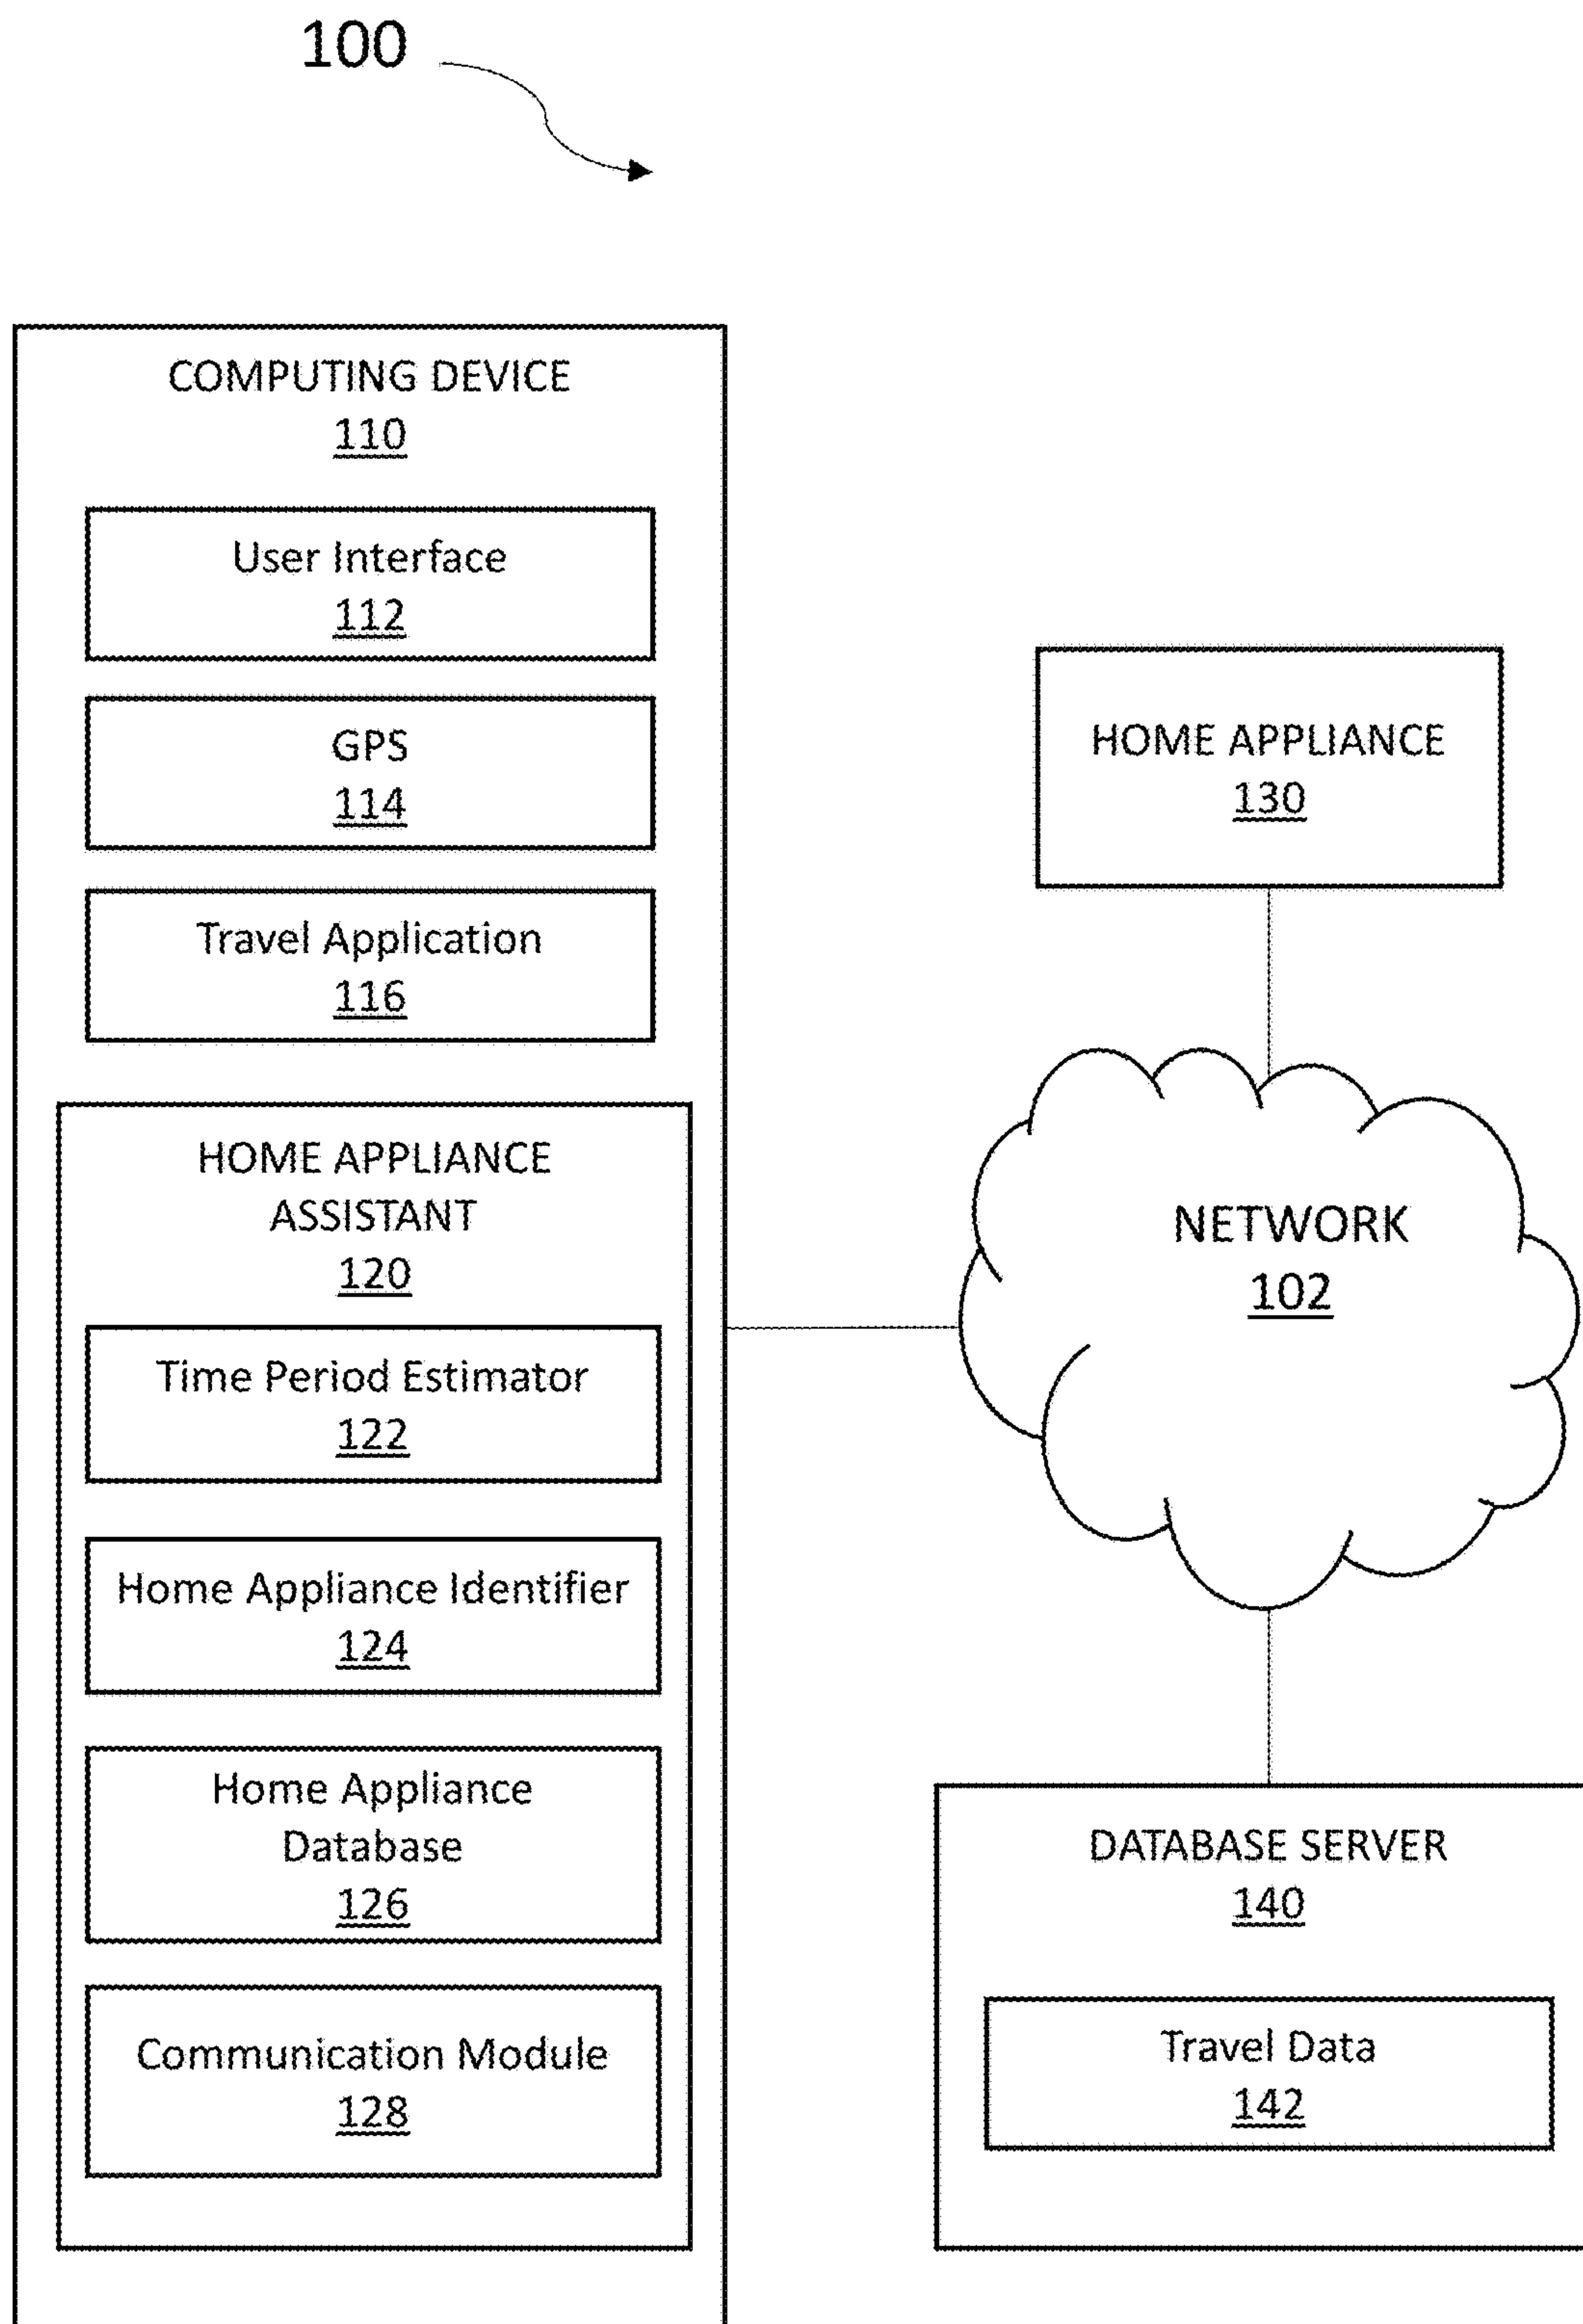 100
COMPUTING DEVICE
110
User Interface
112
GPS
114
Travel Application
116
HOME APPLIANCE
ASSISTANT
120
Time Period Estimator
122
Home Appliance Identifier
124
Home Appliance
Database
126
Communication Module
128
HOME APPLIANCE
130
NETWORK
102
DATABASE SERVER
140
Travel Data
142